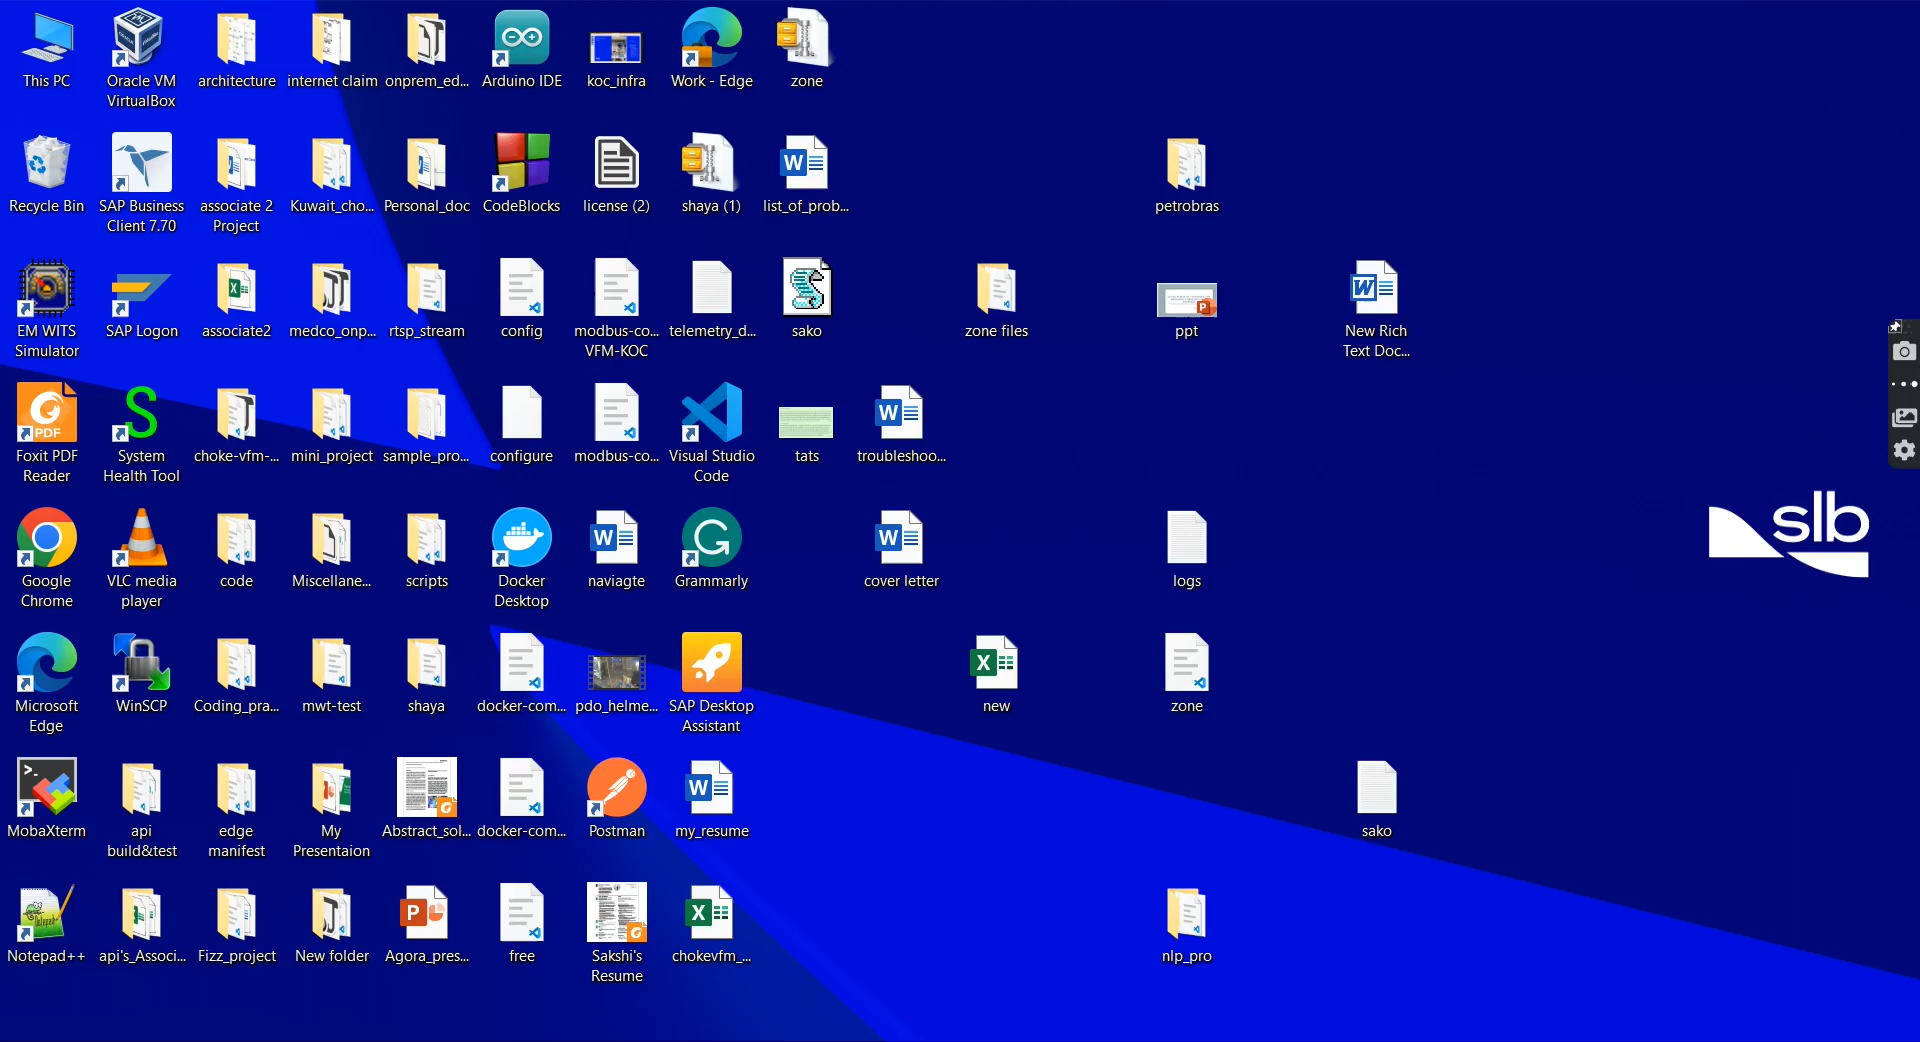 This PC
Oracle VM
VirtualBox
architecture
internet claim
onprem_ed...
Arduino IDE
koc_infra
Work - Edge
zone
Recycle Bin
SAP Business
Client 7.70
associate 2
Project
Kuwait_cho...
Personal_doc
CodeBlocks
license (2)
shaya (1)
list_of_prob...
petrobras
EM WITS
Simulator
SAP Logon
associate2
medco_onp...
rtsp_stream
config
modbus-co...
VFM-KOC
telemetry_d...
sako
zone files
ppt
New Rich
Text Doc...
Foxit PDF
Reader
System
Health Tool
choke-vfm-...
mini_project
sample_pro...
configure
modbus-co...
Visual Studio
Code
tats
troubleshoo...
slb
Google
Chrome
VLC media
player
code
Miscellane...
scripts
Docker
Desktop
naviagte
Grammarly
cover letter
logs
Microsoft
Edge
WinSCP
Coding_pra...
mwt-test
shaya
docker-com...
pdo_helme...
SAP Desktop
Assistant
new
zone
MobaXterm
api
build&test
edge
manifest
My
Presentaion
Abstract_sol...
docker-com...
Postman
my_resume
sako
Notepad++
api's_Associ...
Fizz_project
New folder
Agora_pres...
free
Sakshi's
Resume
chokevfm_...
nlp_pro